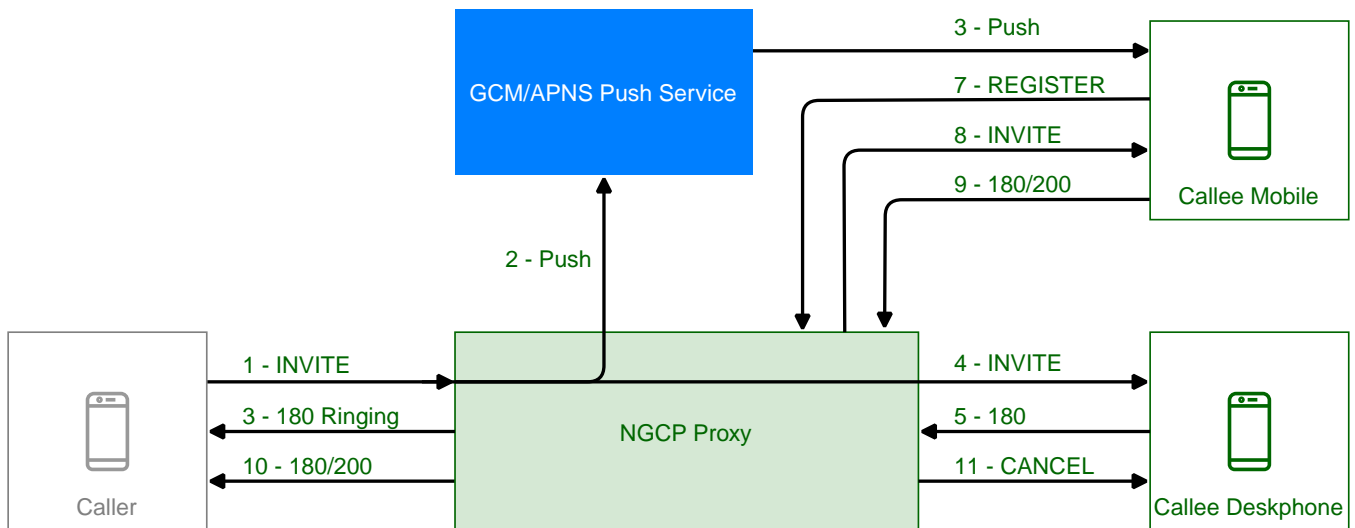 3 - Push
GCM/APNS Push Service
7 - REGISTER
8 - INVITE
9 - 180/200
Callee Mobile
2 - Push
1 - INVITE
4 - INVITE
3 - 180 Ringing
NGCP Proxy
5 - 180
10 - 180/200
11 - CANCEL
Caller
Callee Deskphone